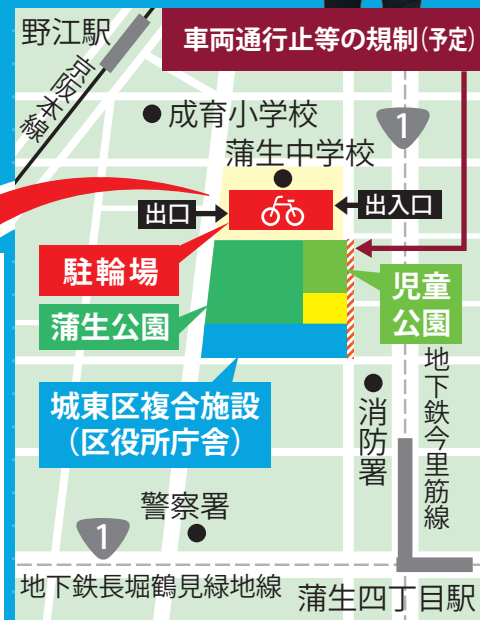 野江駅
車両通行止等の規制(予定)
京阪本線
成育小学校
1
蒲生中学校
出口
出入口
駐輪場
児童
公園
蒲生公園
城東区複合施設
(区役所庁舎)
消防署
地下鉄今里筋線
警察署
1
地下鉄長堀鶴見緑地線
蒲生四丁目駅